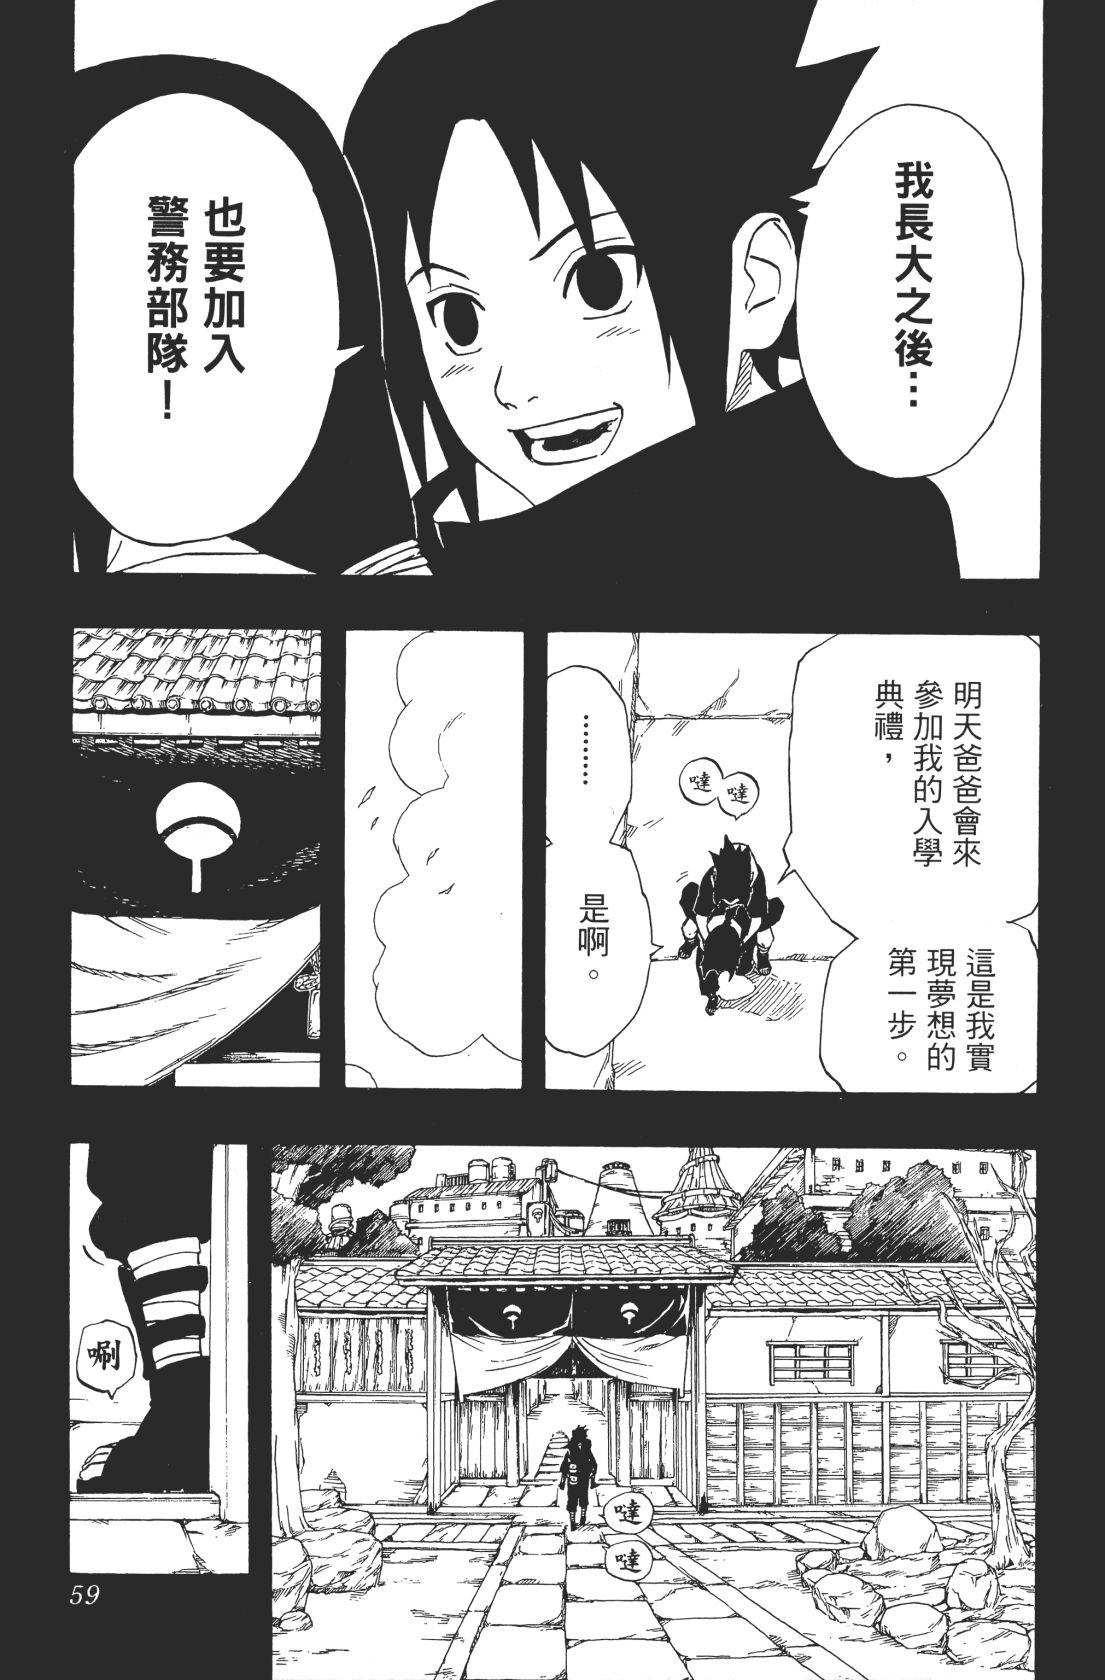 我長大之後…
也要加入
警務部隊！
明天爸爸會來
參加我的入學
典禮，
這是我實
現夢想的
第一步。
噠
噠
………
是啊。
噠
噠
唰
59